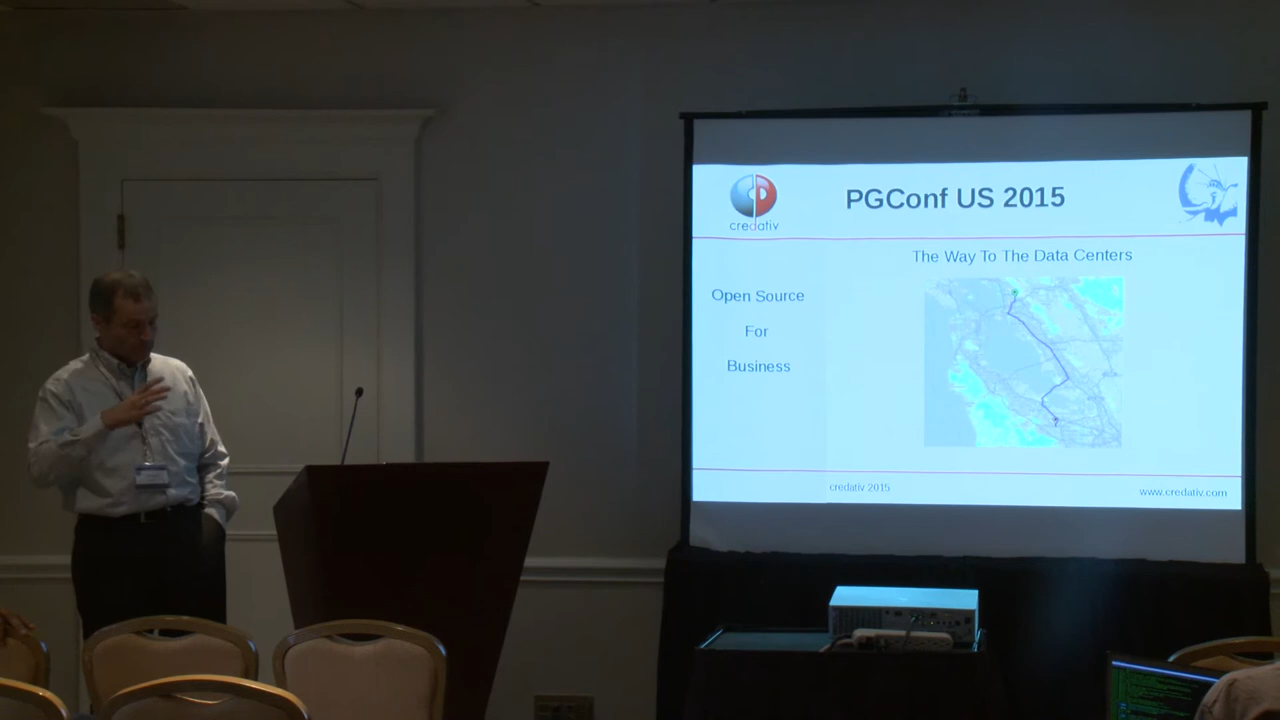 credativ
PGConf US 2015
The Way To The Data Centers
Open Source
For
Business
credativ 2015
www.credativ.com